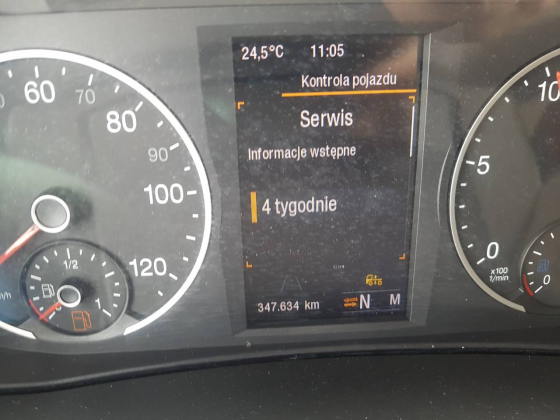 24,5°C 11:05
Kontrola pojazdu
Serwis
Informacje wstępne
4 tygodnie
347.634 km N M
60
70
80
90
100
120
1/2
1
10
5
0
x100
1/min
0